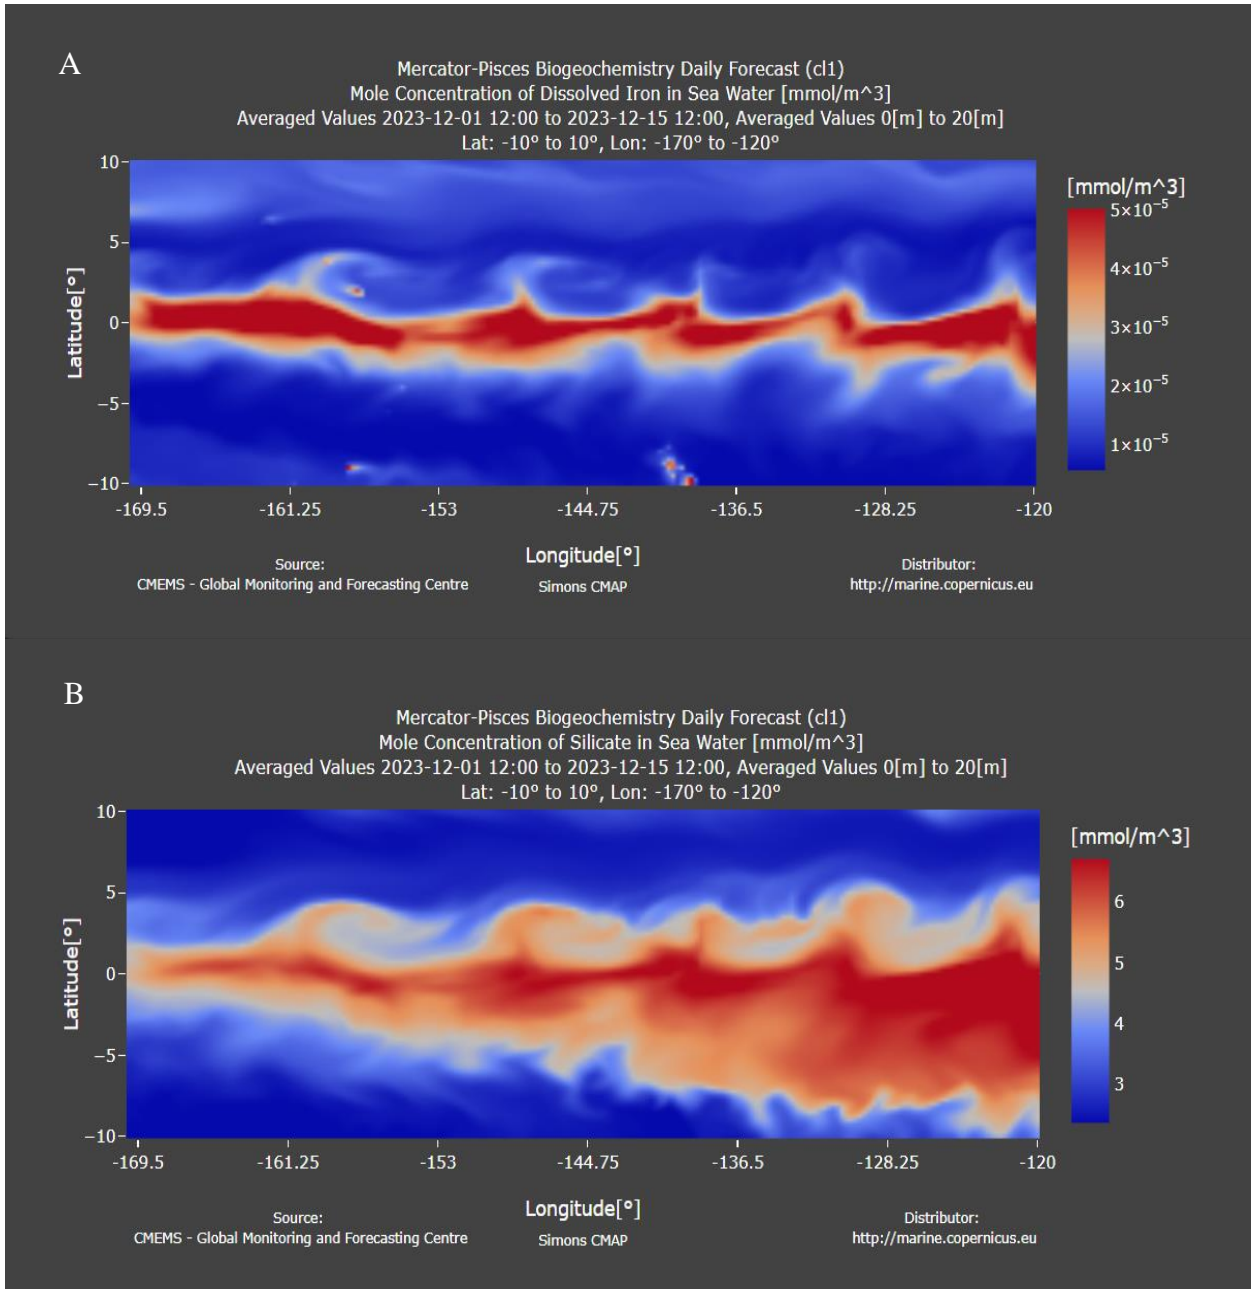 A
Mercator-Pisces Biogeochemistry Daily Forecast (cl1)
Mole Concentration of Dissolved Iron in Sea Water [mmol/m^3]
Averaged Values 2023-12-01 12:00 to 2023-12-15 12:00, Averaged Values 0[m] to 20[m]
Lat: -10° to 10°, Lon: -170° to -120°
[mmol/m^3]
5×10⁻⁵
4×10⁻⁵
3×10⁻⁵
2×10⁻⁵
1×10⁻⁵
Latitude[°]
10
5
0
−5
−10
-169.5 -161.25 -153 -144.75 -136.5 -128.25 -120
Longitude[°]
Source:
CMEMS - Global Monitoring and Forecasting Centre
Simons CMAP
Distributor:
http://marine.copernicus.eu
B
Mercator-Pisces Biogeochemistry Daily Forecast (cl1)
Mole Concentration of Silicate in Sea Water [mmol/m^3]
Averaged Values 2023-12-01 12:00 to 2023-12-15 12:00, Averaged Values 0[m] to 20[m]
Lat: -10° to 10°, Lon: -170° to -120°
[mmol/m^3]
6
5
4
3
Latitude[°]
10
5
0
−5
−10
-169.5 -161.25 -153 -144.75 -136.5 -128.25 -120
Longitude[°]
Source:
CMEMS - Global Monitoring and Forecasting Centre
Simons CMAP
Distributor:
http://marine.copernicus.eu